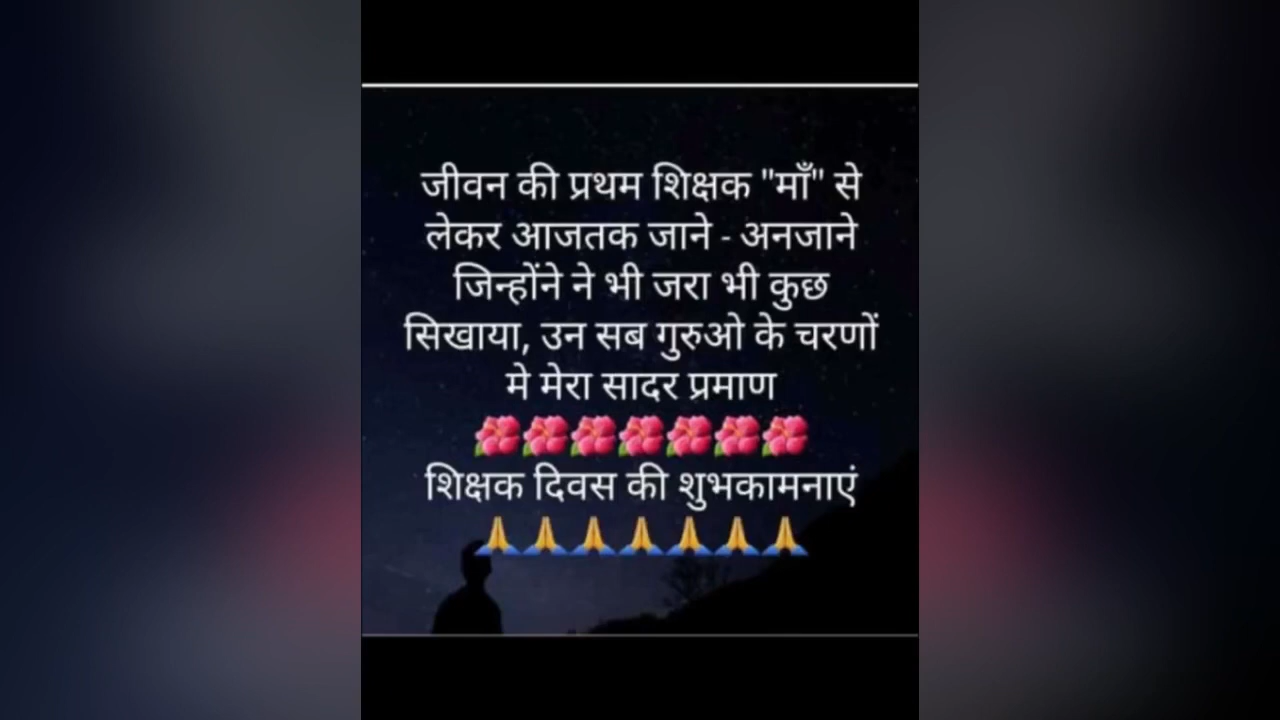 जीवन की प्रथम शिक्षक "माँ" से
लेकर आजतक जाने - अनजाने
जिन्होंने ने भी जरा भी कुछ
सिखाया, उन सब गुरुओ के चरणों
मे मेरा सादर प्रमाण
🌺🌺🌺🌺🌺🌺🌺
शिक्षक दिवस की शुभकामनाएं
🙏🙏🙏🙏🙏🙏🙏